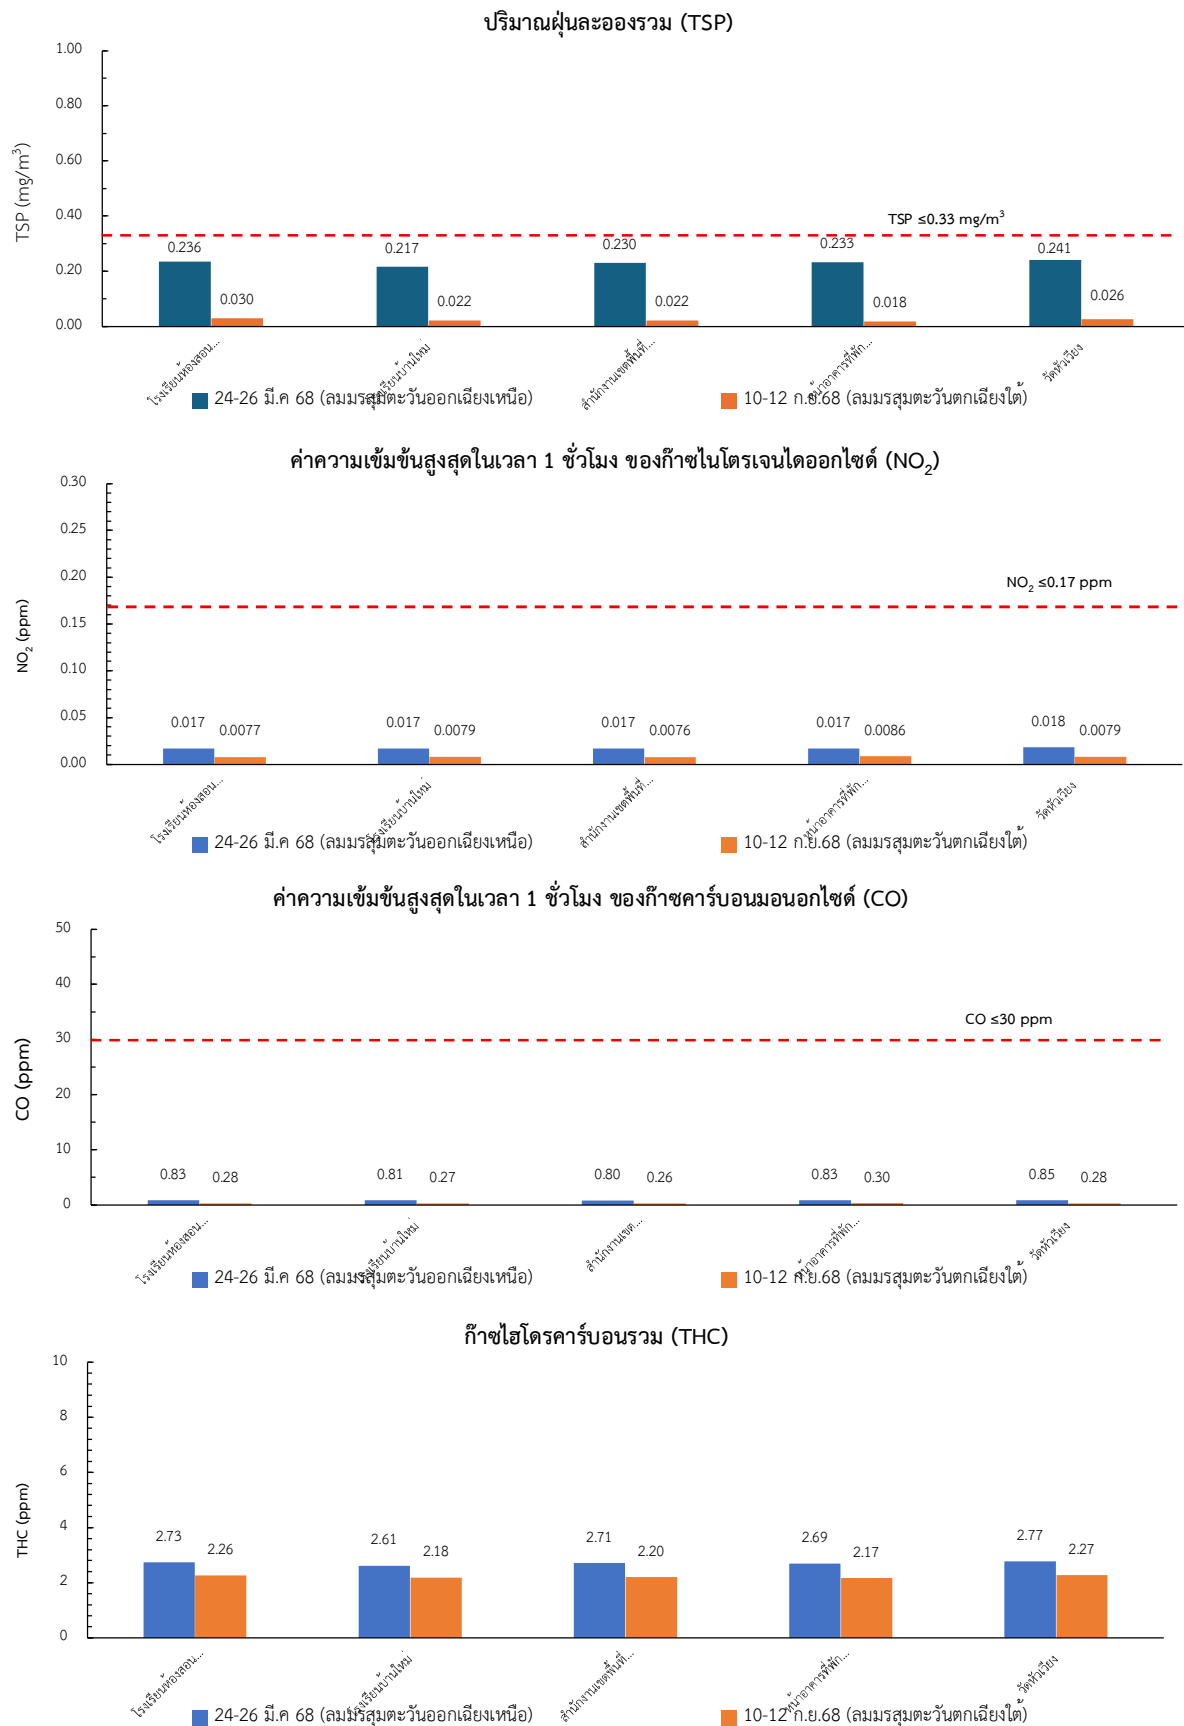 ปริมาณฝุ่นละอองรวม (TSP)
1.00
0.80
0.60
0.40
0.20
0.00
TSP (mg/m³)
TSP ≤0.33 mg/m³
0.236 0.030 0.217 0.022 0.230 0.022 0.233 0.018 0.241 0.026
โรงเรียนห้องสอน... โรงเรียนบ้านใหม่ สำนักงานเขตพื้นที่... หน้าอาคารที่พัก... วัดหัวเวียง
24-26 มี.ค 68 (ลมมรสุมตะวันออกเฉียงเหนือ) 10-12 ก.ย.68 (ลมมรสุมตะวันตกเฉียงใต้)
ค่าความเข้มข้นสูงสุดในเวลา 1 ชั่วโมง ของก๊าซไนโตรเจนไดออกไซด์ (NO₂)
0.30
0.25
0.20
0.15
0.10
0.05
0.00
NO₂ (ppm)
NO₂ ≤0.17 ppm
0.017 0.0077 0.017 0.0079 0.017 0.0076 0.017 0.0086 0.018 0.0079
โรงเรียนห้องสอน... โรงเรียนบ้านใหม่ สำนักงานเขตพื้นที่... หน้าอาคารที่พัก... วัดหัวเวียง
24-26 มี.ค 68 (ลมมรสุมตะวันออกเฉียงเหนือ) 10-12 ก.ย.68 (ลมมรสุมตะวันตกเฉียงใต้)
ค่าความเข้มข้นสูงสุดในเวลา 1 ชั่วโมง ของก๊าซคาร์บอนมอนอกไซด์ (CO)
50
40
30
20
10
0
CO (ppm)
CO ≤30 ppm
0.83 0.28 0.81 0.27 0.80 0.26 0.83 0.30 0.85 0.28
โรงเรียนห้องสอน... โรงเรียนบ้านใหม่ สำนักงานเขต... หน้าอาคารที่พัก... วัดหัวเวียง
24-26 มี.ค 68 (ลมมรสุมตะวันออกเฉียงเหนือ) 10-12 ก.ย.68 (ลมมรสุมตะวันตกเฉียงใต้)
ก๊าซไฮโดรคาร์บอนรวม (THC)
10
8
6
4
2
0
THC (ppm)
2.73 2.26 2.61 2.18 2.71 2.20 2.69 2.17 2.77 2.27
โรงเรียนห้องสอน... โรงเรียนบ้านใหม่ สำนักงานเขตพื้นที่... หน้าอาคารที่พัก... วัดหัวเวียง
24-26 มี.ค 68 (ลมมรสุมตะวันออกเฉียงเหนือ) 10-12 ก.ย.68 (ลมมรสุมตะวันตกเฉียงใต้)